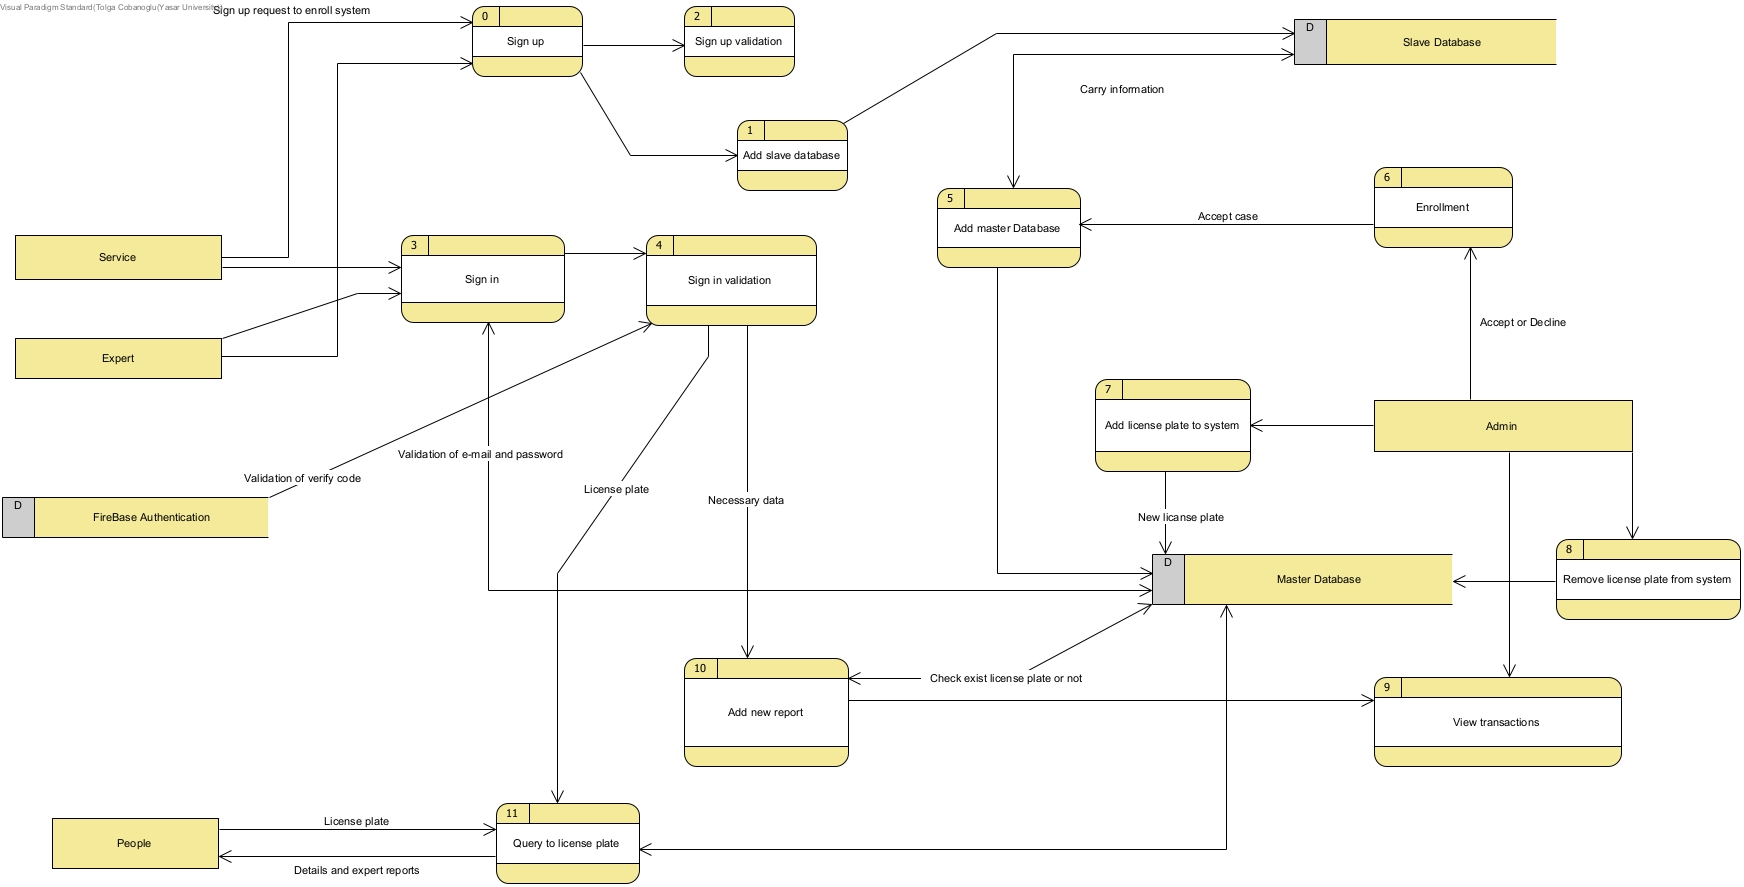 Visual Paradigm Standard(Tolga Cobanoglu(Yasar University)
Sign up request to enroll system
0
Sign up
2
Sign up validation
D
Slave Database
Carry information
1
Add slave database
5
Add master Database
6
Enrollment
Accept case
Service
3
Sign in
4
Sign in validation
Accept or Decline
Expert
7
Add license plate to system
Admin
Validation of e-mail and password
Validation of verify code
License plate
Necessary data
D
FireBase Authentication
New licanse plate
D
Master Database
8
Remove license plate from system
10
Add new report
Check exist license plate or not
9
View transactions
11
Query to license plate
People
License plate
Details and expert reports